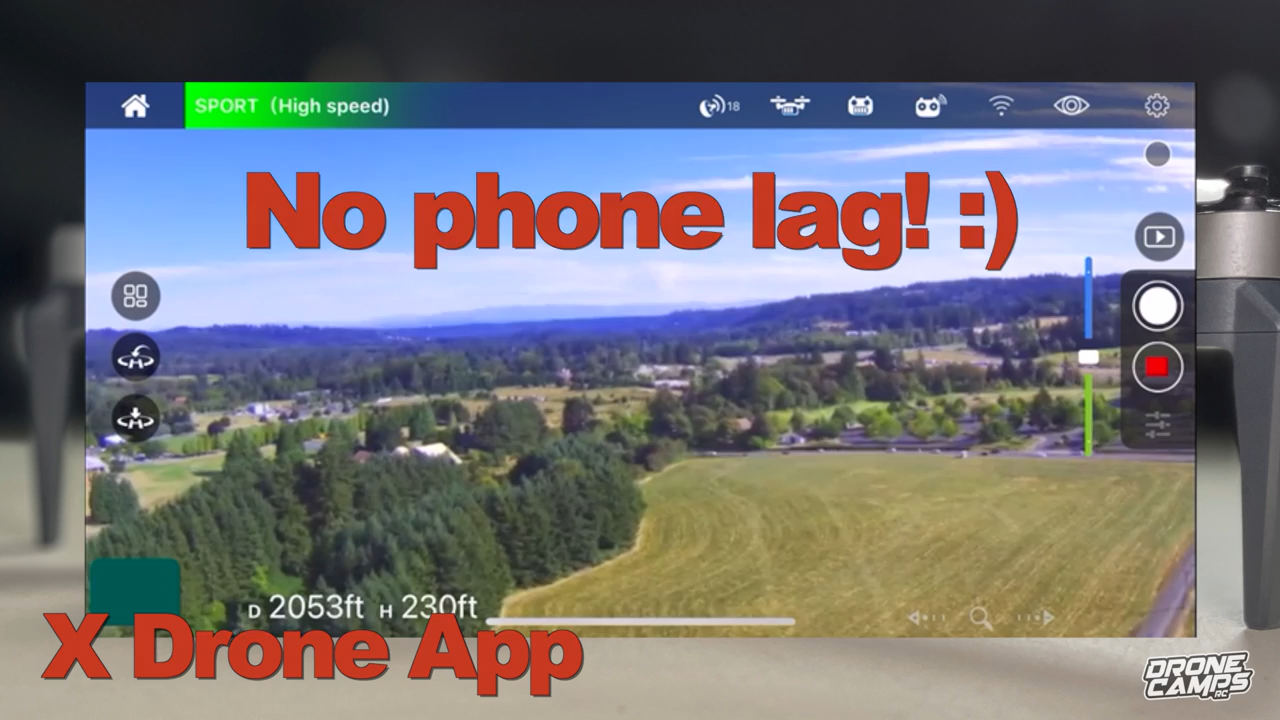 SPORT (High speed)
18
No phone lag! :)
D 2053ft H 230ft
X Drone App
DRONE
CAMPS
RC